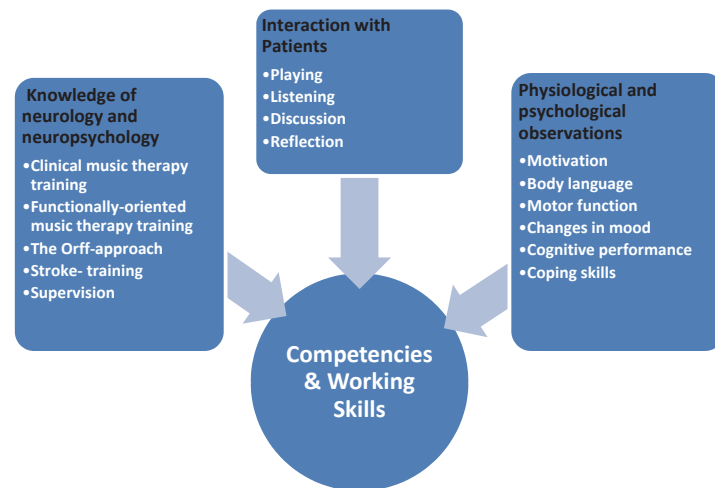 Knowledge of
neurology and
neuropsychology
•Clinical music therapy
training
•Functionally-oriented
music therapy training
•The Orff-approach
•Stroke- training
•Supervision
Interaction with
Patients
•Playing
•Listening
•Discussion
•Reflection
Physiological and
psychological
observations
•Motivation
•Body language
•Motor function
•Changes in mood
•Cognitive performance
•Coping skills
Competencies
& Working
Skills